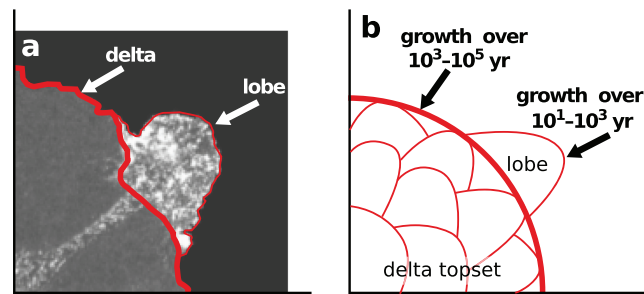 a
delta
lobe
b
growth over
10³–10⁵ yr
growth over
10¹–10³ yr
lobe
delta topset